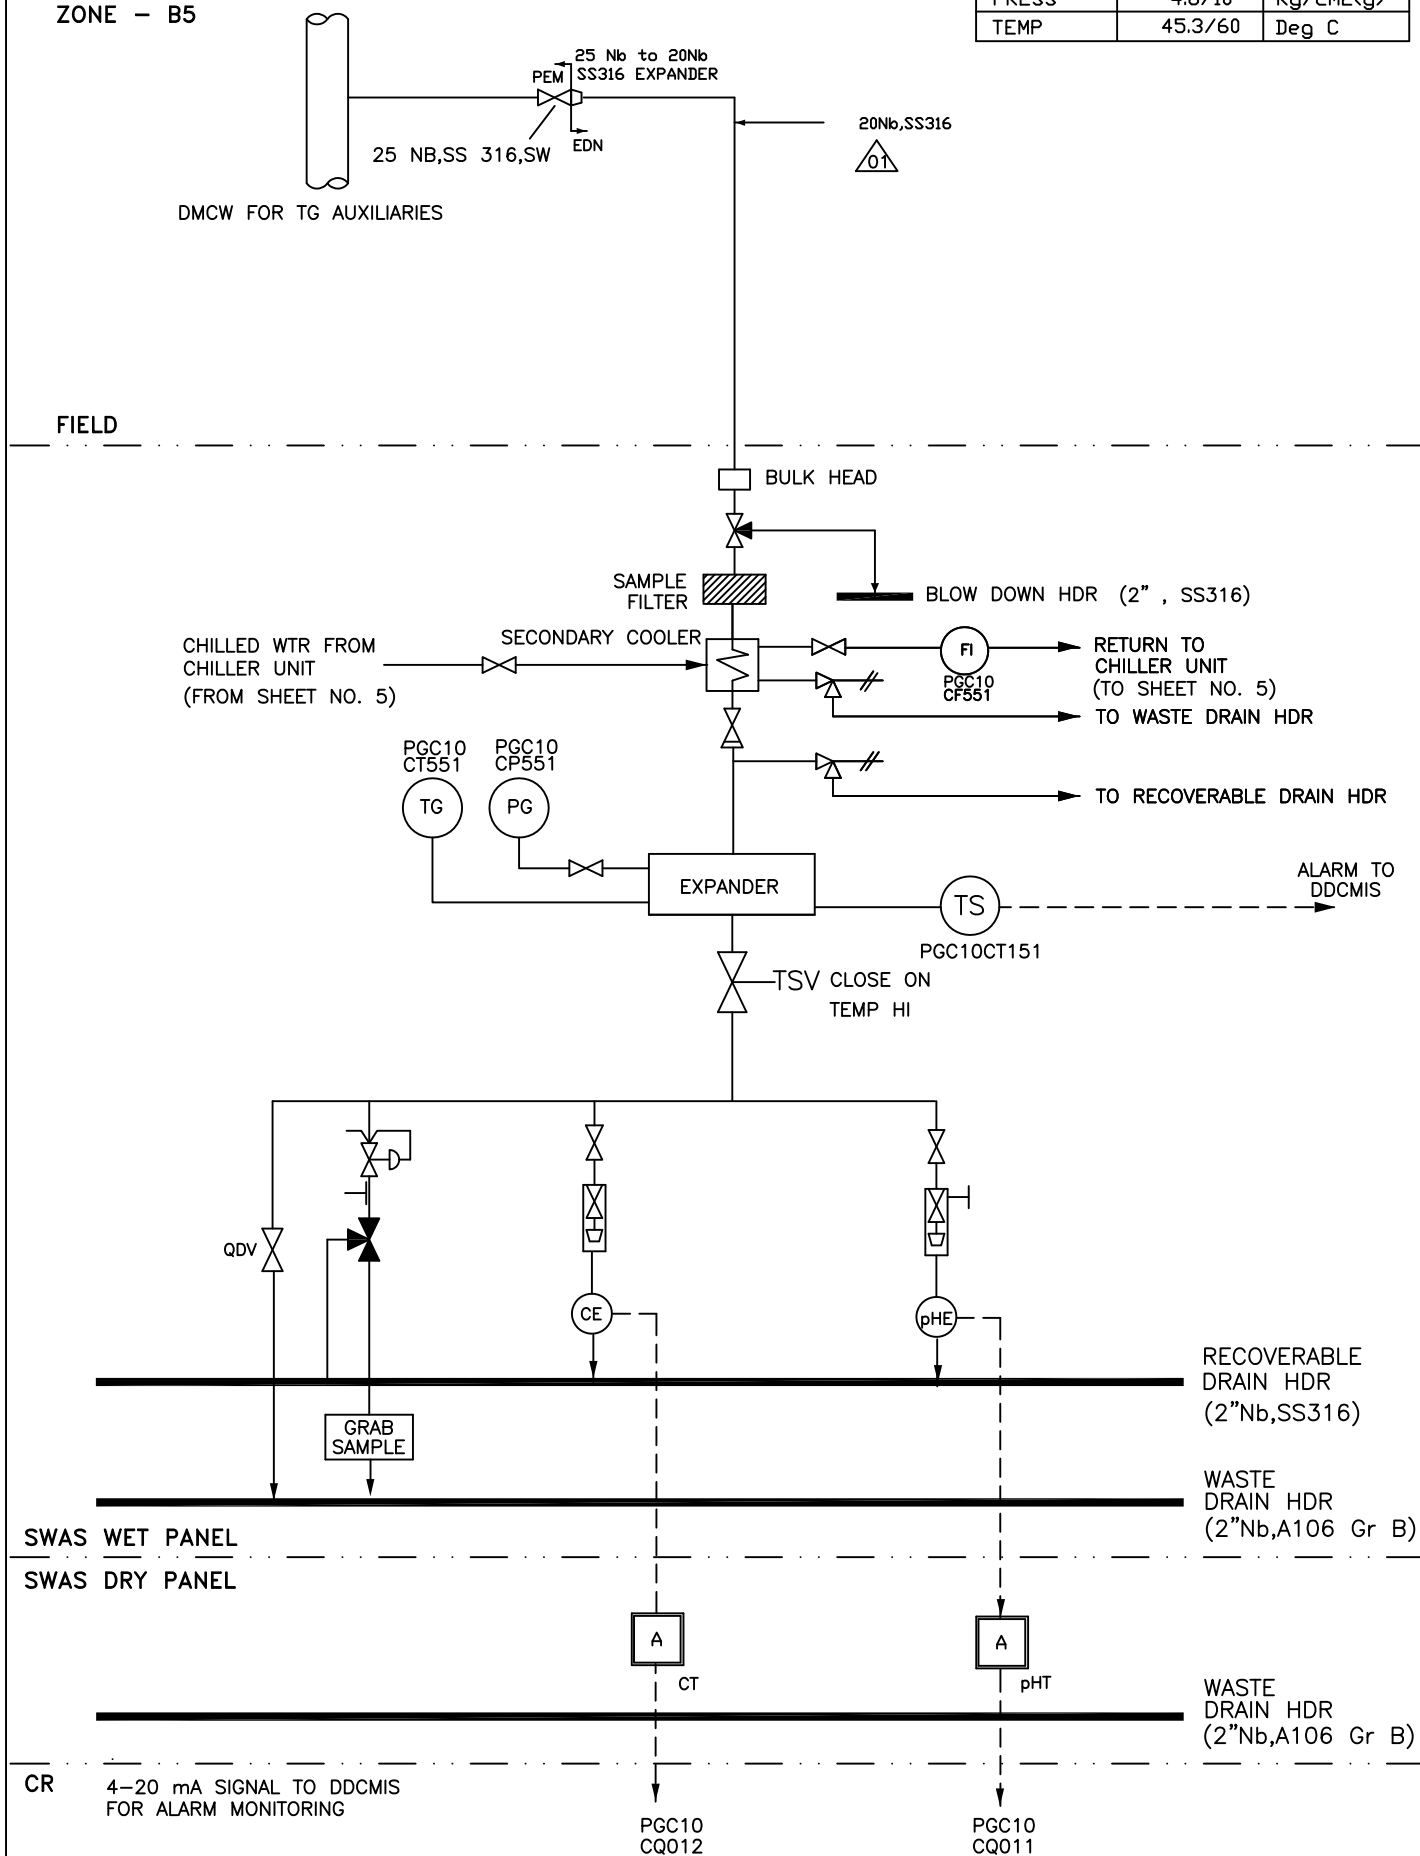 ZONE - B5
PRESS 4.8/10 Kg/CM2(g)
TEMP 45.3/60 Deg C
25 Nb to 20Nb
SS316 EXPANDER
PEM
EDN
25 NB,SS 316,SW
20Nb,SS316
01
DMCW FOR TG AUXILIARIES
FIELD
BULK HEAD
SAMPLE
FILTER
BLOW DOWN HDR (2" , SS316)
CHILLED WTR FROM
CHILLER UNIT
(FROM SHEET NO. 5)
SECONDARY COOLER
FI
PGC10
CF551
RETURN TO
CHILLER UNIT
(TO SHEET NO. 5)
TO WASTE DRAIN HDR
PGC10
CT551
PGC10
CP551
TG
PG
TO RECOVERABLE DRAIN HDR
EXPANDER
TS
PGC10CT151
ALARM TO
DDCMIS
TSV CLOSE ON
TEMP HI
QDV
CE
pHE
RECOVERABLE
DRAIN HDR
(2"Nb,SS316)
GRAB
SAMPLE
WASTE
DRAIN HDR
(2"Nb,A106 Gr B)
SWAS WET PANEL
SWAS DRY PANEL
A
CT
A
pHT
WASTE
DRAIN HDR
(2"Nb,A106 Gr B)
CR
4-20 mA SIGNAL TO DDCMIS
FOR ALARM MONITORING
PGC10
CQ012
PGC10
CQ011